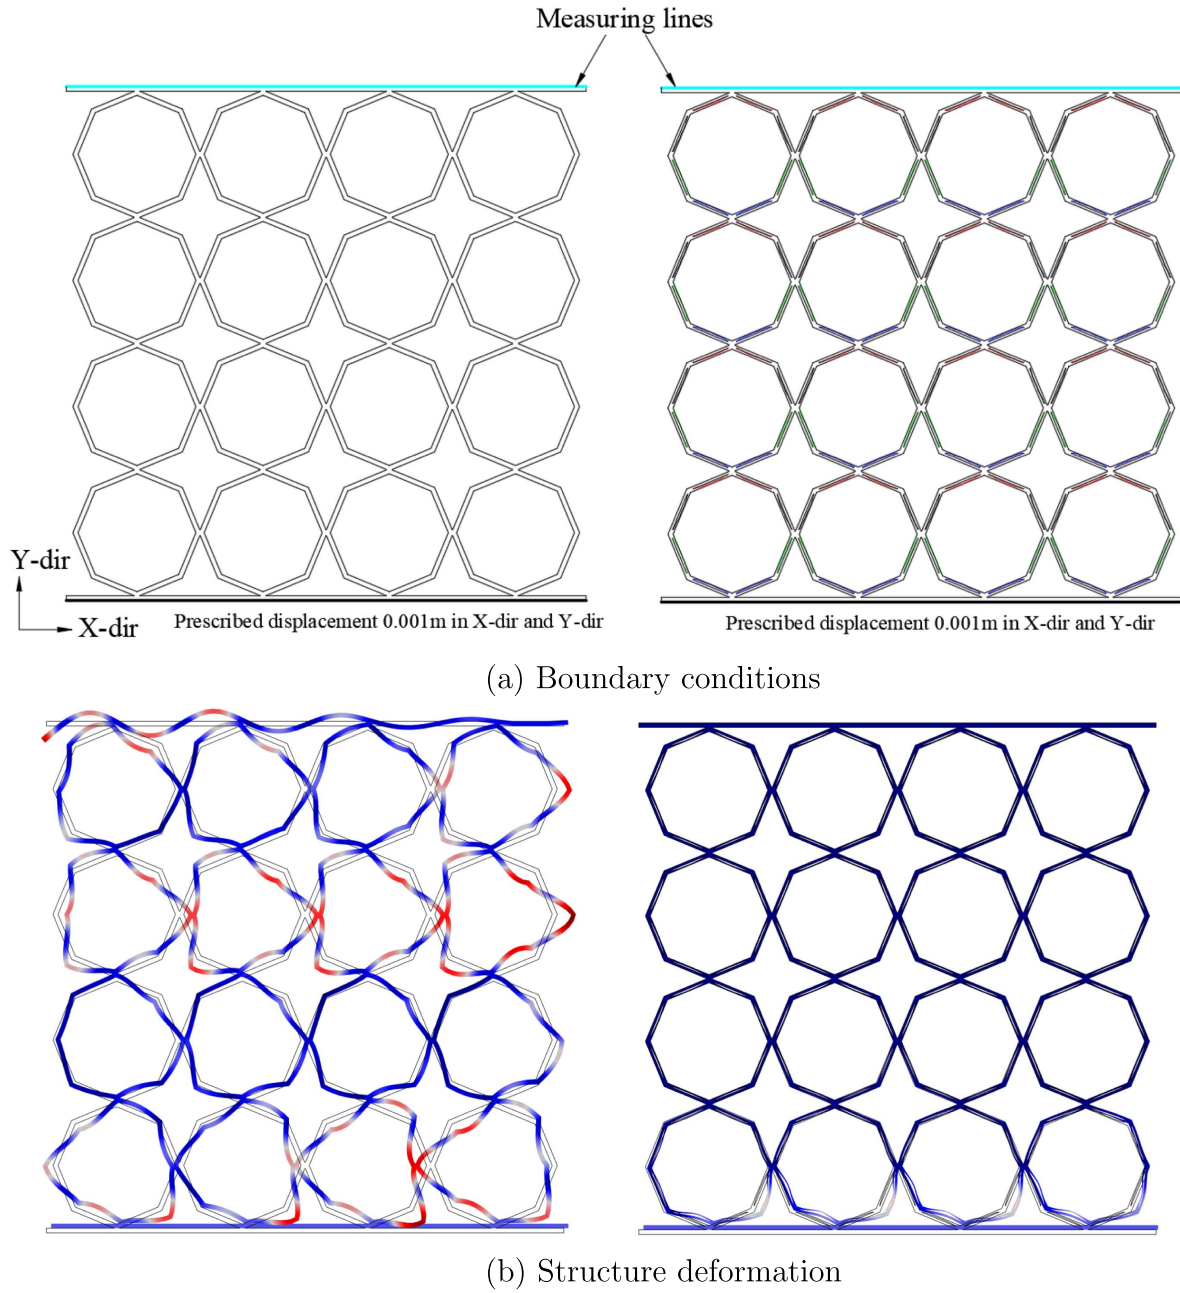 Measuring lines
Y-dir
X-dir
Prescribed displacement 0.001m in X-dir and Y-dir
Prescribed displacement 0.001m in X-dir and Y-dir
(a) Boundary conditions
(b) Structure deformation